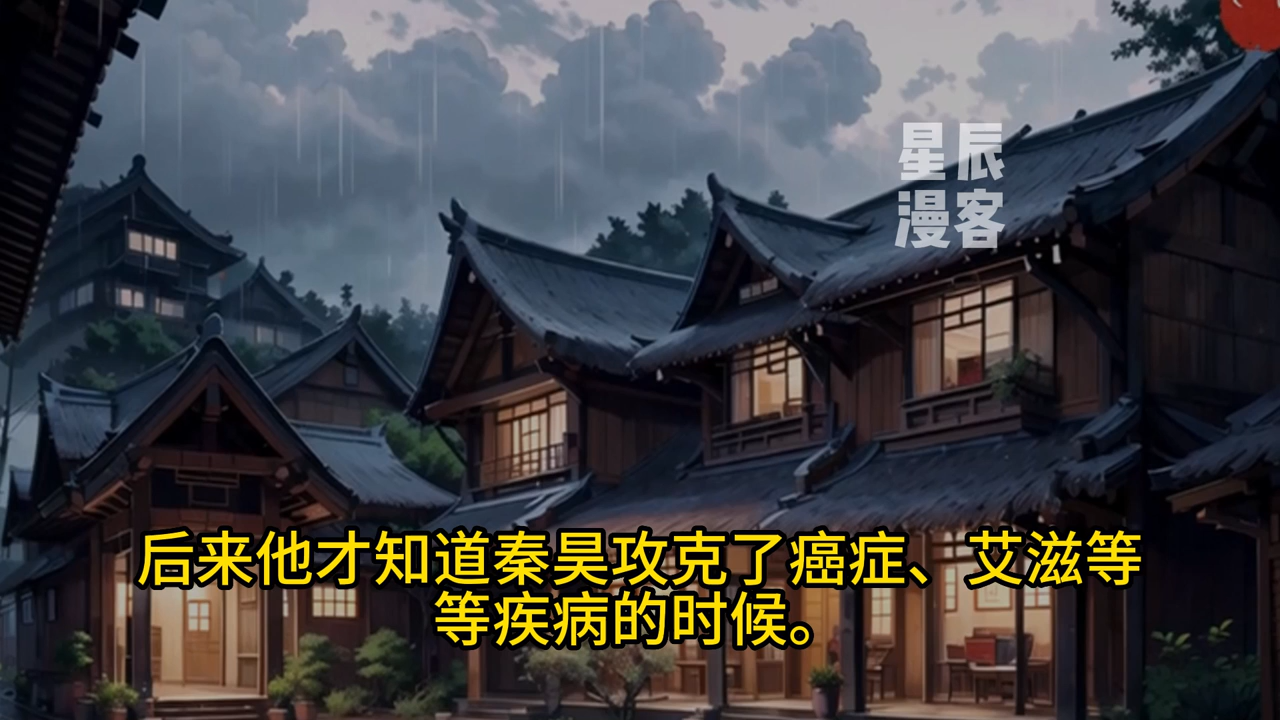 星辰
漫客
后来他才知道秦昊攻克了癌症、艾滋等
等疾病的时候。